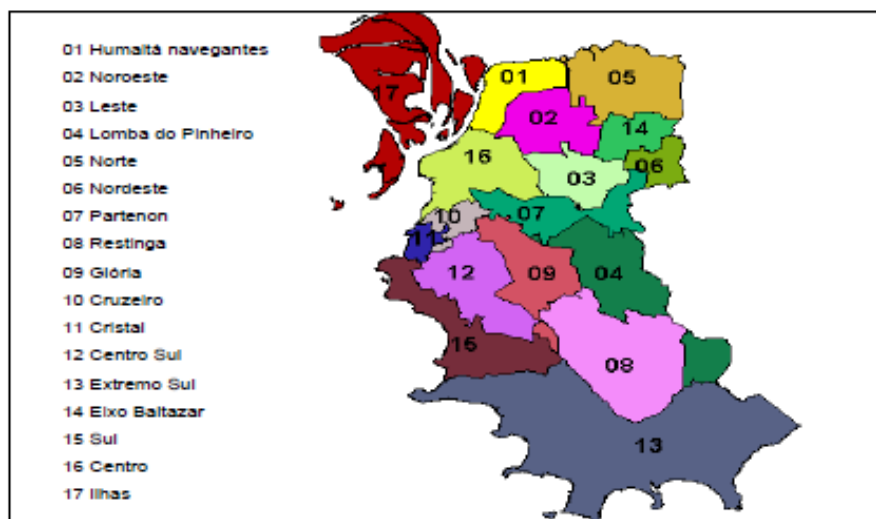 01 Humaitá navegantes
02 Noroeste
03 Leste
04 Lomba do Pinheiro
05 Norte
06 Nordeste
07 Partenon
08 Restinga
09 Glória
10 Cruzeiro
11 Cristal
12 Centro Sul
13 Extremo Sul
14 Eixo Baltazar
15 Sul
16 Centro
17 Ilhas
17
01
05
02
14
16
03
06
10
07
11
12
09
04
15
08
13